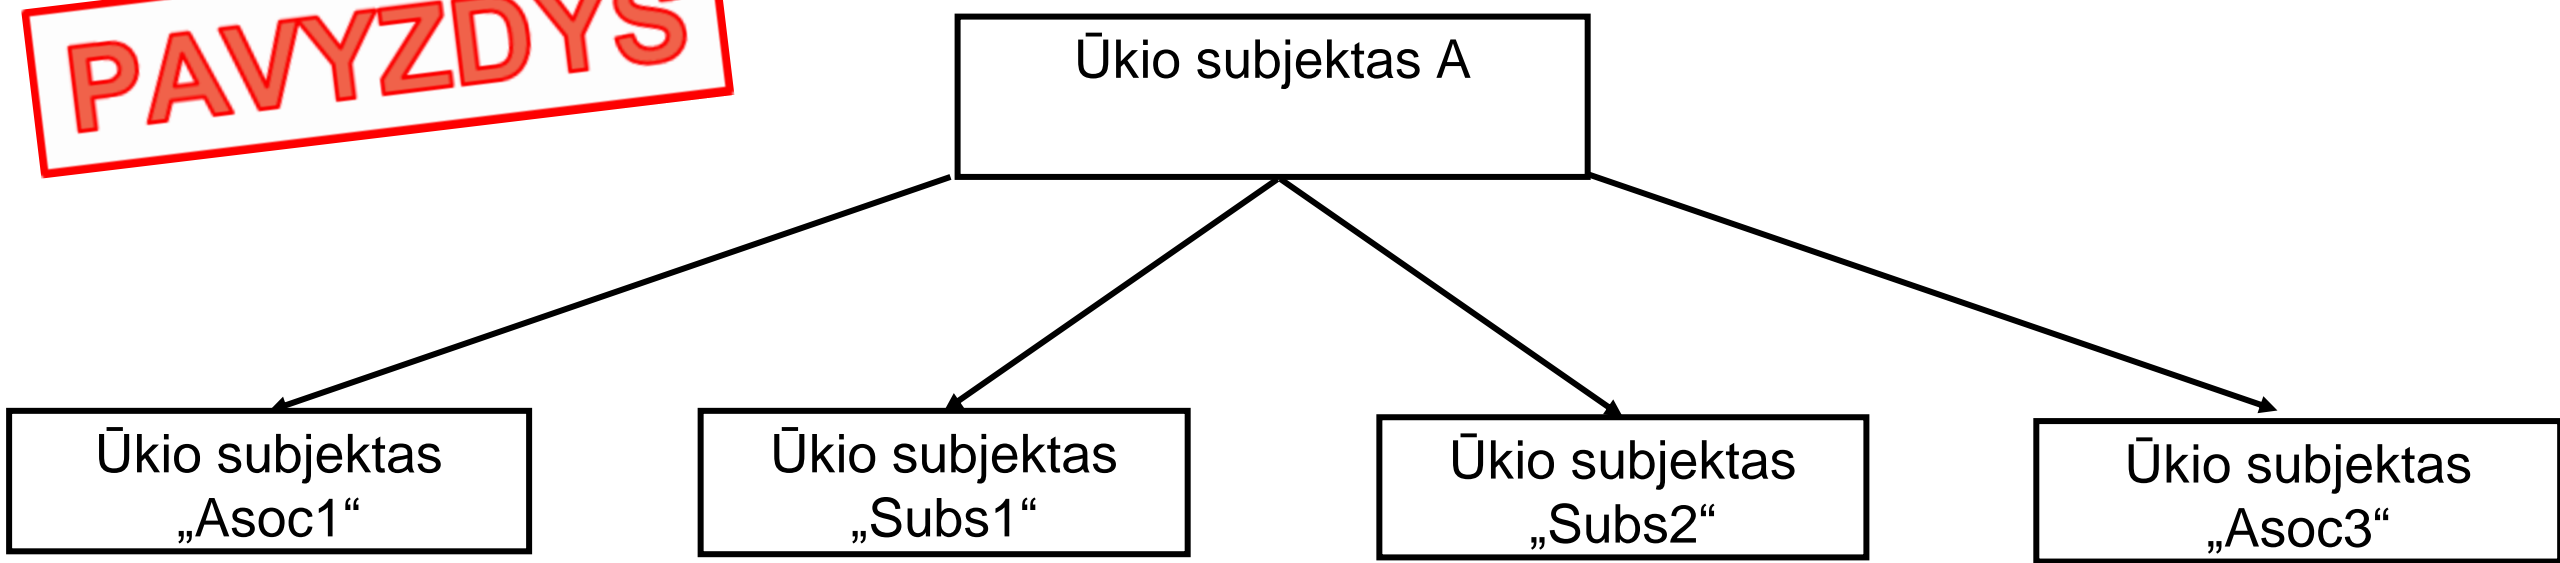 PAVYZDYS
Ūkio subjektas A
Ūkio subjektas
„Asoc1“
Ūkio subjektas
„Subs1“
Ūkio subjektas
„Subs2“
Ūkio subjektas
„Asoc3“